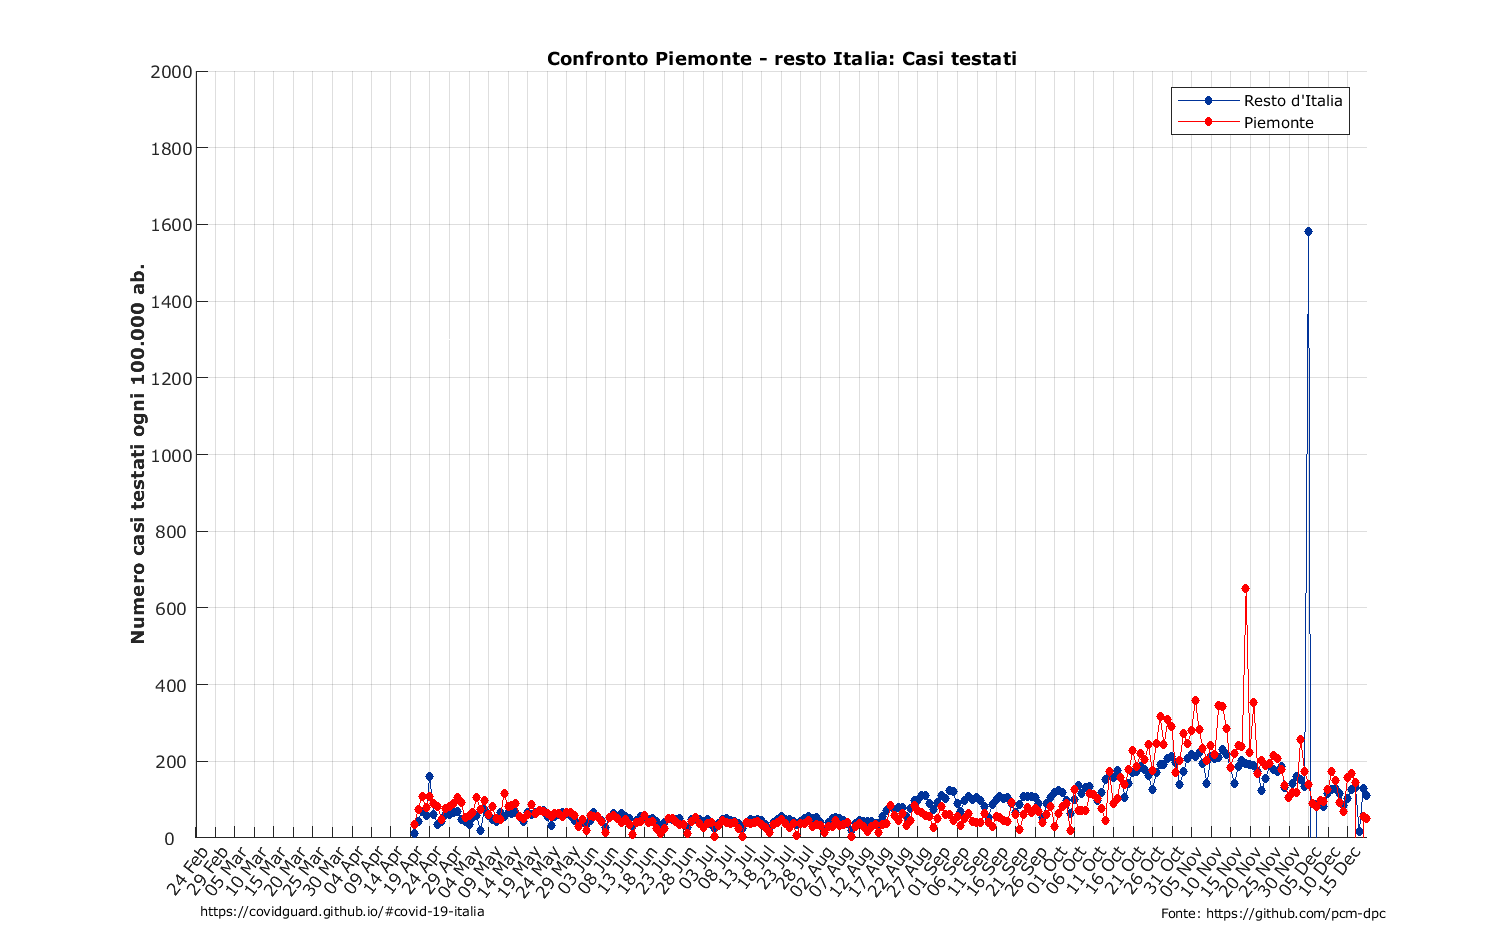 Confronto Piemonte - resto Italia: Casi testati
Resto d'Italia
Piemonte
Numero casi testati ogni 100.000 ab.
2000
1800
1600
1400
1200
1000
800
600
400
200
0
24 Feb
29 Feb
05 Mar
10 Mar
15 Mar
20 Mar
25 Mar
30 Mar
04 Apr
09 Apr
14 Apr
19 Apr
24 Apr
29 Apr
04 May
09 May
14 May
19 May
24 May
29 May
03 Jun
08 Jun
13 Jun
18 Jun
23 Jun
28 Jun
03 Jul
08 Jul
13 Jul
18 Jul
23 Jul
28 Jul
02 Aug
07 Aug
12 Aug
17 Aug
22 Aug
27 Aug
01 Sep
06 Sep
11 Sep
16 Sep
21 Sep
26 Sep
01 Oct
06 Oct
11 Oct
16 Oct
21 Oct
26 Oct
31 Oct
05 Nov
10 Nov
15 Nov
20 Nov
25 Nov
30 Nov
05 Dec
10 Dec
15 Dec
https://covidguard.github.io/#covid-19-italia
Fonte: https://github.com/pcm-dpc